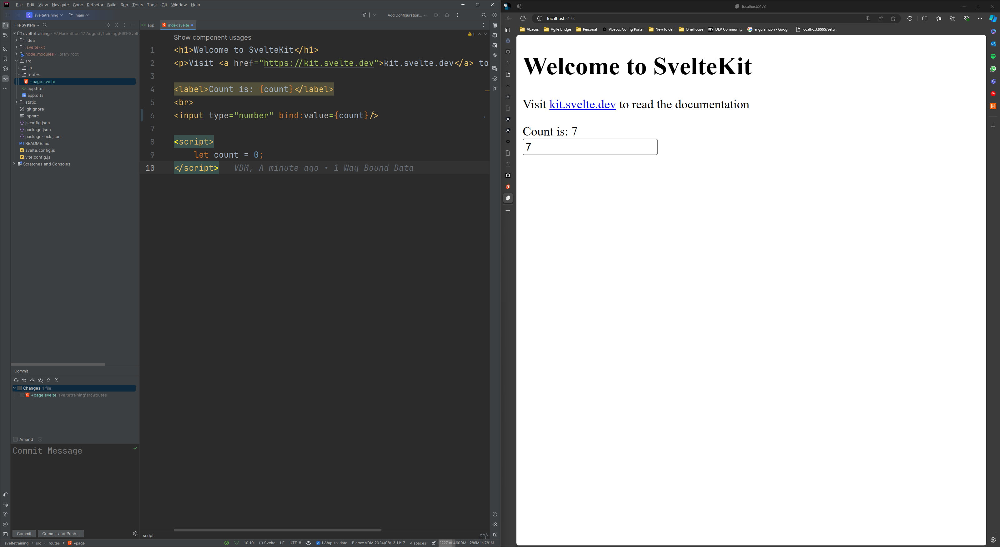 File Edit View Navigate Code Refactor Build Run Tests Tools Git Window Help
S sveltetraining main Add Configuration...
File System
sveltetraining · E:\Hackathon 17 August\Training\FSD-Svelte
.idea
.svelte-kit
node_modules · library root
src
lib
routes
+page.svelte
app.html
app.d.ts
static
.gitignore
.npmrc
jsconfig.json
package.json
package-lock.json
README.md
svelte.config.js
vite.config.js
Scratches and Consoles
Commit
Changes 1 file
+page.svelte sveltetraining\src\routes
Amend
Commit Message
Commit Commit and Push...
app index.svelte
Show component usages
1
1 <h1>Welcome to SvelteKit</h1>
2 <p>Visit <a href="https://kit.svelte.dev">kit.svelte.dev</a> to
3
4 <label>Count is: {count}</label>
5 <br>
6 <input type="number" bind:value={count}/>
7
8 <script>
9 let count = 0;
10 </script> VDM, A minute ago • 1 Way Bound Data
script
sveltetraining > src > routes > +page
10:10 {} Svelte LF UTF-8 1 Δ/up-to-date Blame: VDM 2024/08/13 11:17 4 spaces 2227 of 4600M 286M in 781M
localhost:5173
localhost:5173
Abacus Agile Bridge Personal Abacus Config Portal New folder OneHouse DEV DEV Community angular icon - Goog... localhost:9999/setti...
Welcome to SvelteKit
Visit kit.svelte.dev to read the documentation
Count is: 7
7